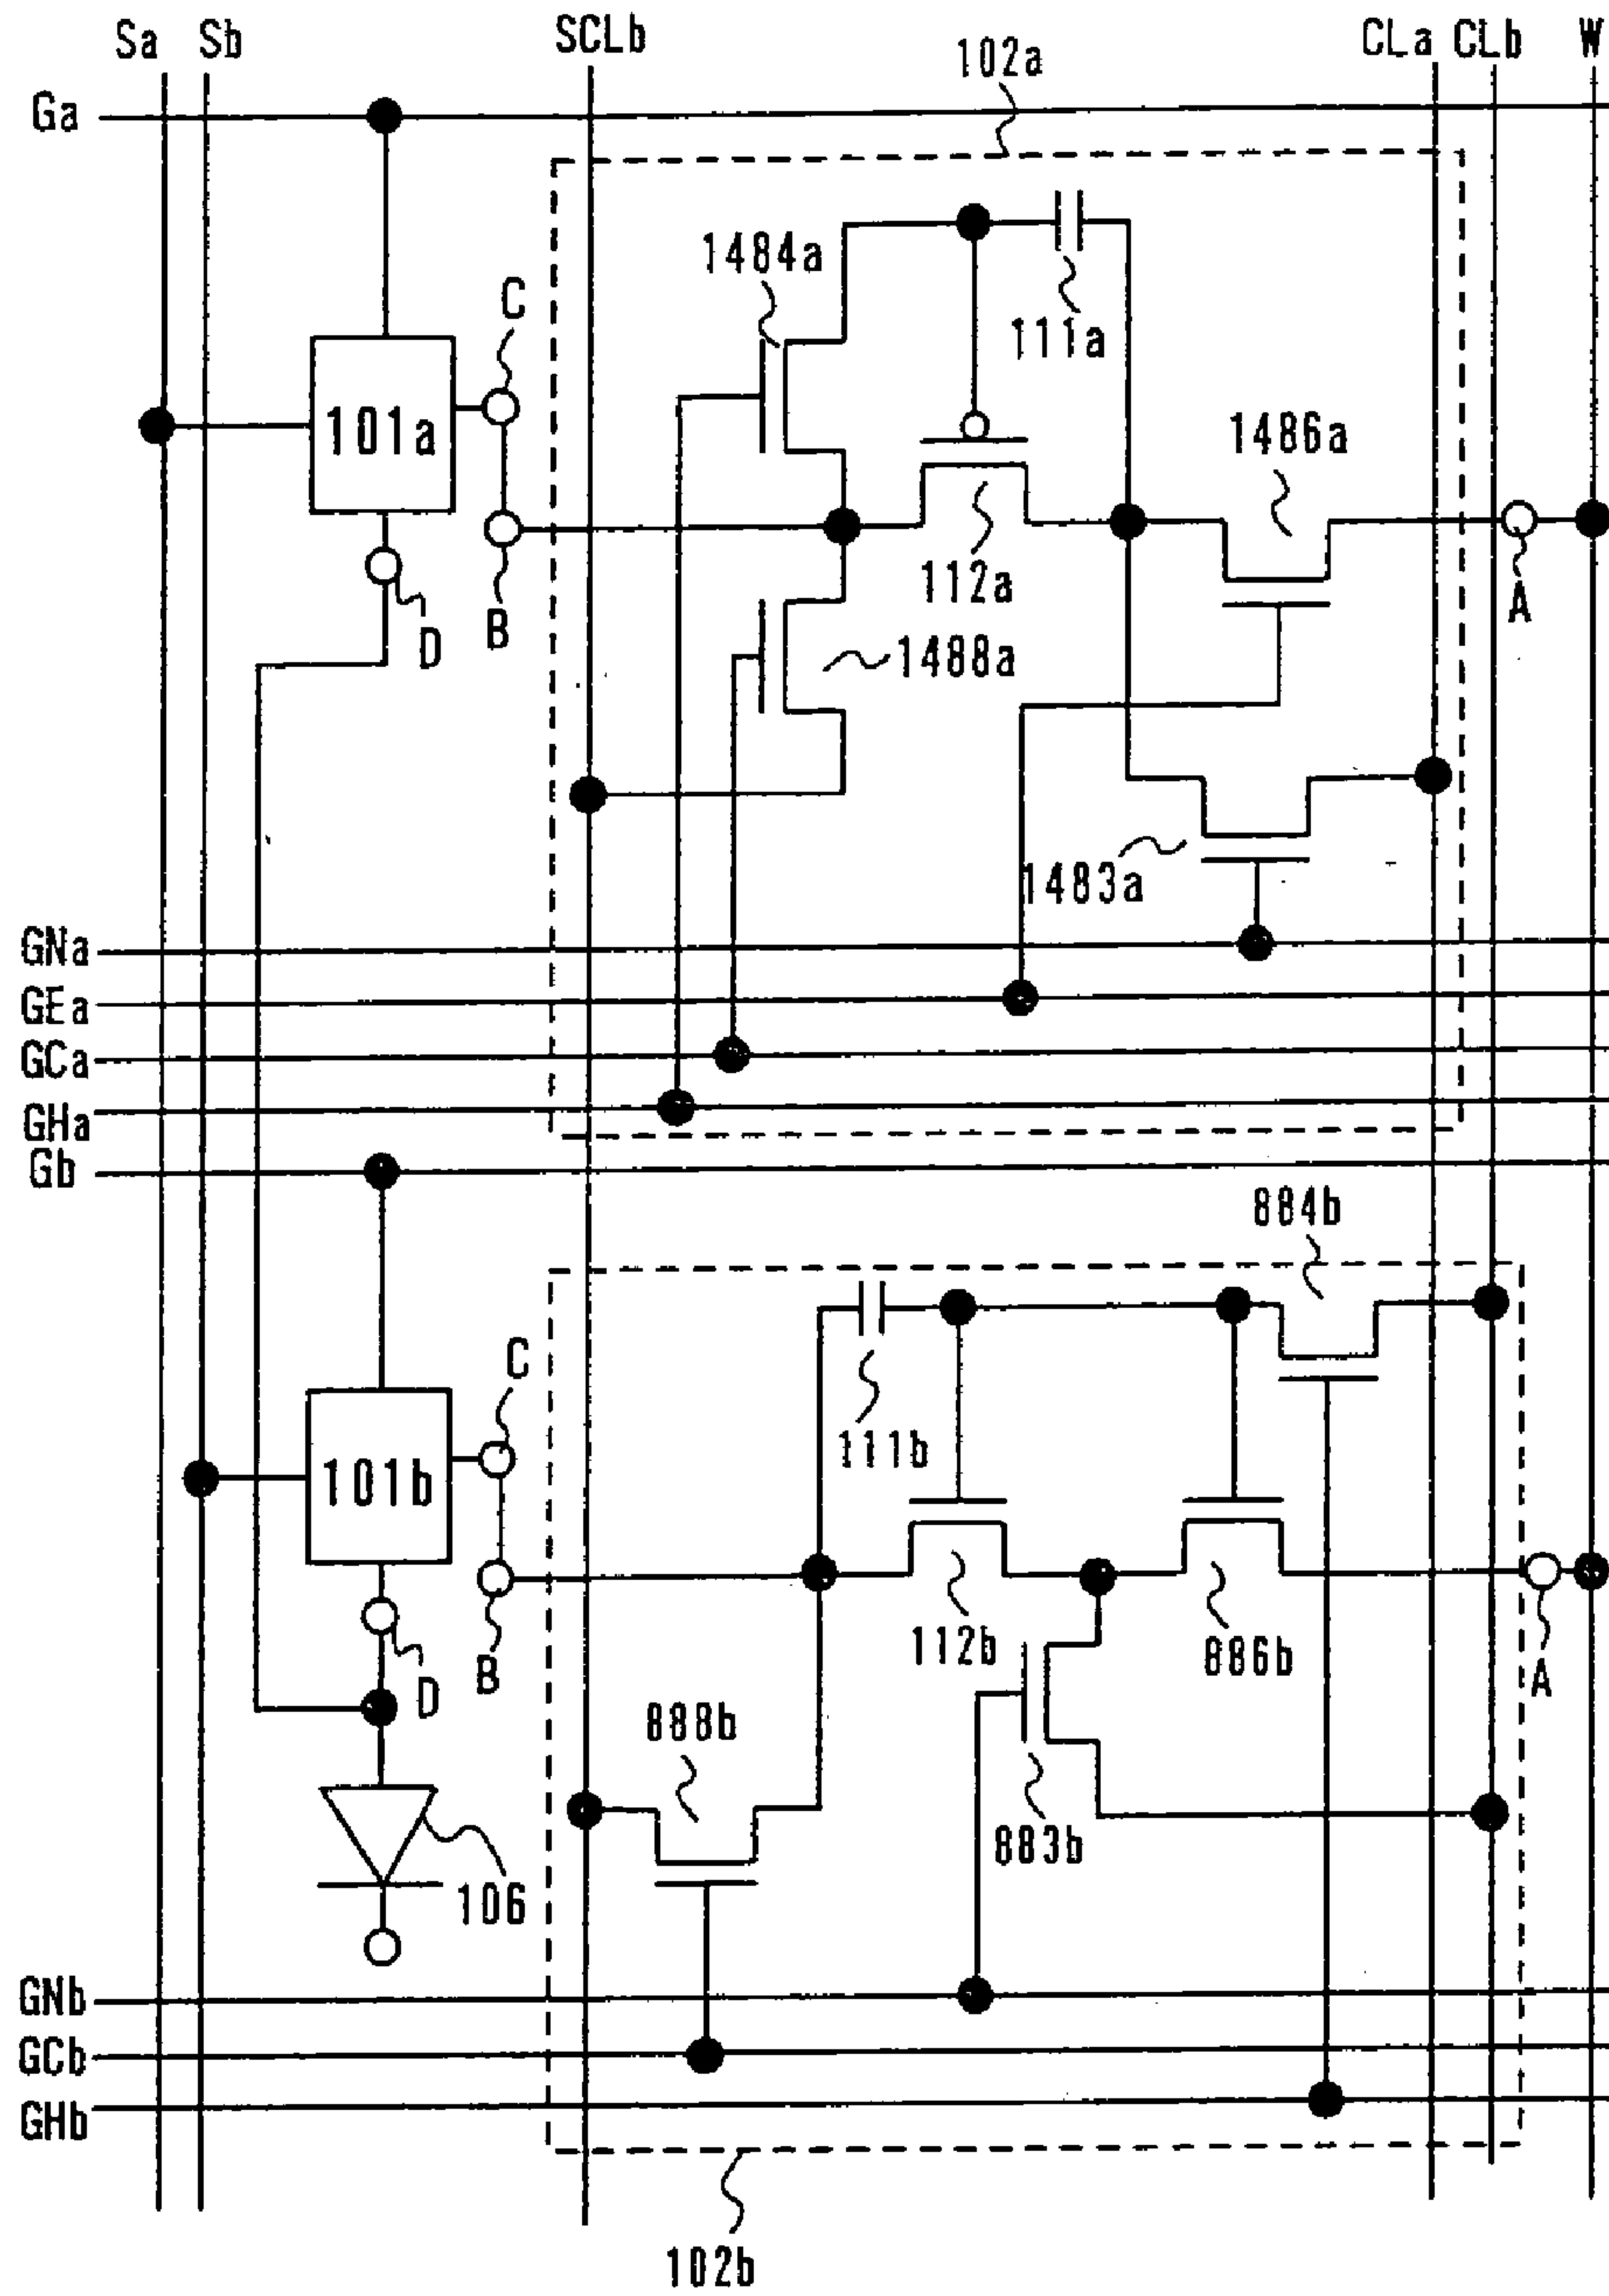 Sa Sb SCLb CLa CLb W
102a
Ga
1484a
C
111a
101a
1486a
112a
A
B
D
1488a
1483a
GNa
GEa
GCa
GHa
Gb
884b
C
111b
101b
112b
886b
B
A
D
888b
883b
106
GNb
GCb
GHb
102b